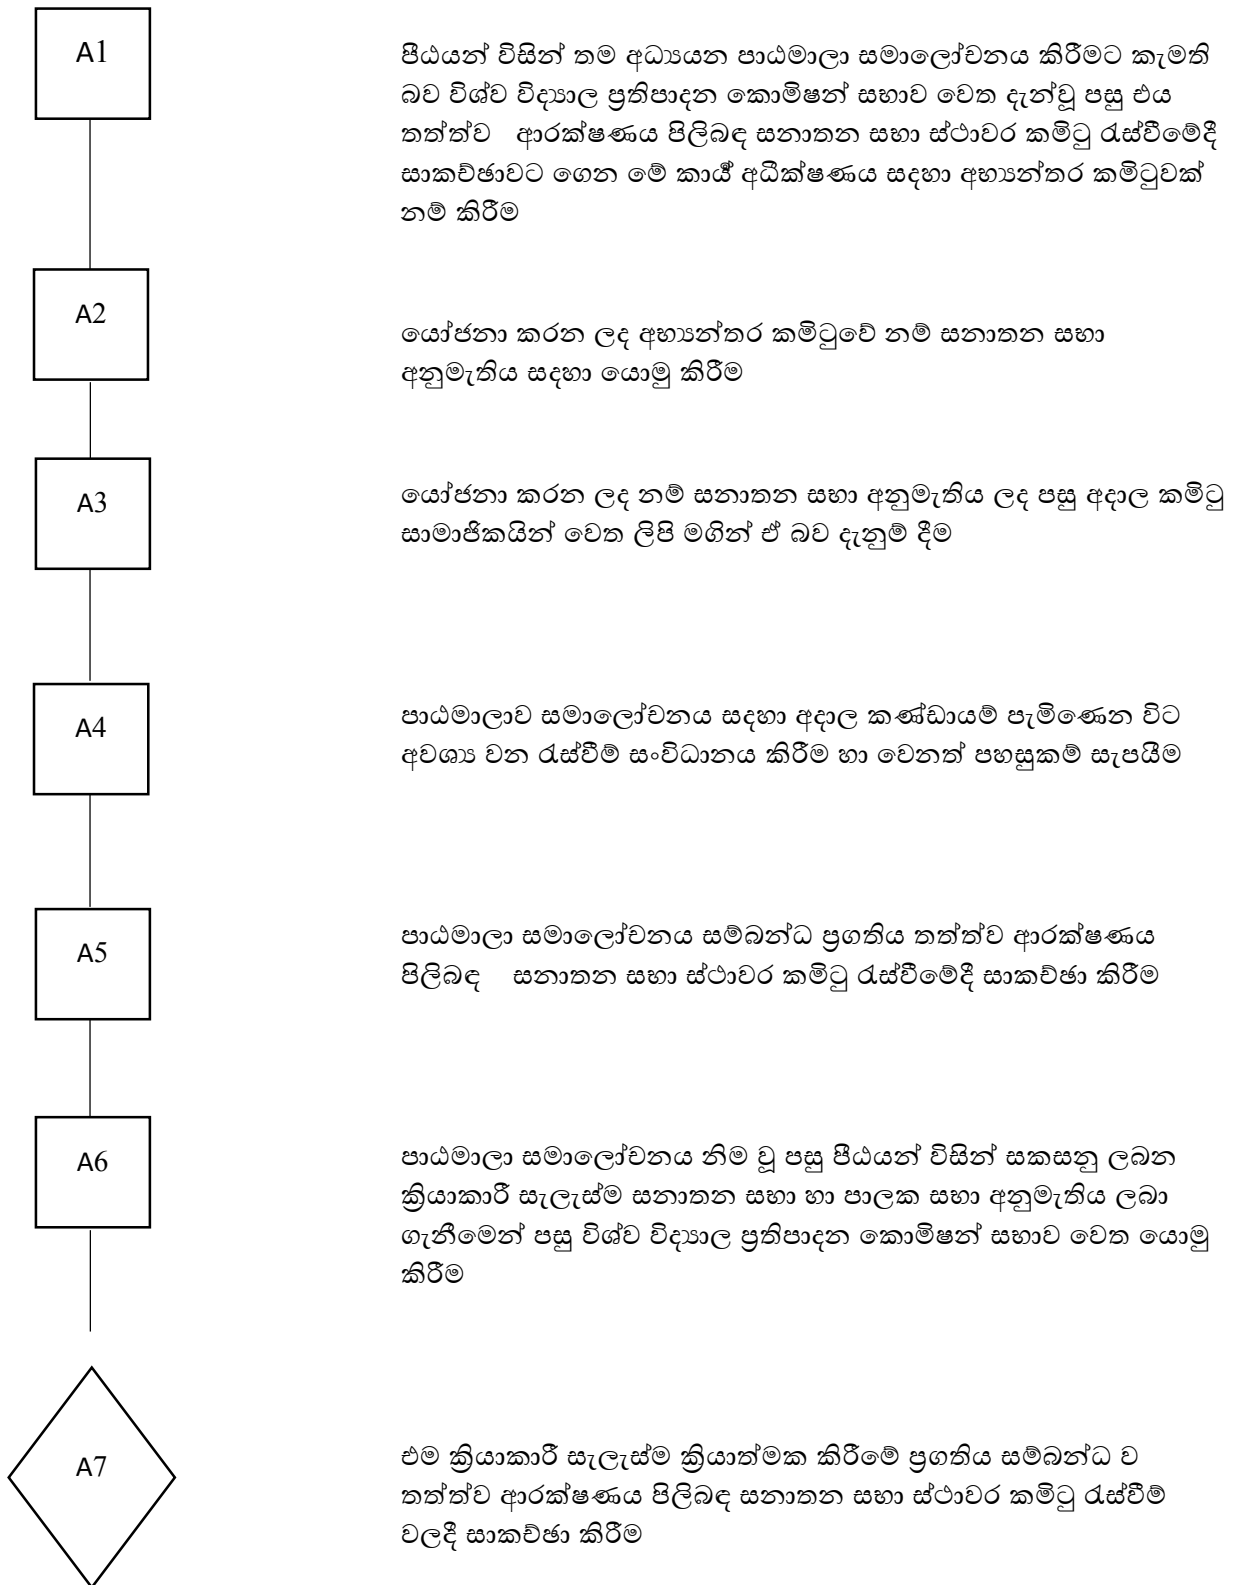 A1
පීඨයන් විසින් තම අධ්‍යයන පාඨමාලා සමාලෝචනය කිරීමට කැමති
බව විශ්ව විද්‍යාල ප්‍රතිපාදන කොමිෂන් සභාව වෙත දැන්වූ පසු එය
තත්ත්ව ආරක්ෂණය පිලිබඳ සනාතන සභා ස්ථාවර කමිටු රැස්වීමේදී
සාකච්ඡාවට ගෙන මේ කාර්‍ය අධීක්ෂණය සදහා අභ්‍යන්තර කමිටුවක්
නම් කිරීම
A2
යෝජනා කරන ලද අභ්‍යන්තර කමිටුවේ නම් සනාතන සභා
අනුමැතිය සදහා යොමු කිරීම
A3
යෝජනා කරන ලද නම් සනාතන සභා අනුමැතිය ලද පසු අදාල කමිටු
සාමාජිකයින් වෙත ලිපි මගින් ඒ බව දැනුම් දීම
A4
පාඨමාලාව සමාලෝචනය සදහා අදාල කණ්ඩායම් පැමිණෙන විට
අවශ්‍ය වන රැස්වීම් සංවිධානය කිරීම හා වෙනත් පහසුකම් සැපයීම
A5
පාඨමාලා සමාලෝචනය සම්බන්ධ ප්‍රගතිය තත්ත්ව ආරක්ෂණය
පිලිබඳ සනාතන සභා ස්ථාවර කමිටු රැස්වීමේදී සාකච්ඡා කිරීම
A6
පාඨමාලා සමාලෝචනය නිම වූ පසු පීඨයන් විසින් සකසනු ලබන
ක්‍රියාකාරී සැලැස්ම සනාතන සභා හා පාලක සභා අනුමැතිය ලබා
ගැනීමෙන් පසු විශ්ව විද්‍යාල ප්‍රතිපාදන කොමිෂන් සභාව වෙත යොමු
කිරීම
A7
එම ක්‍රියාකාරී සැලැස්ම ක්‍රියාත්මක කිරීමේ ප්‍රගතිය සම්බන්ධ ව
තත්ත්ව ආරක්ෂණය පිලිබඳ සනාතන සභා ස්ථාවර කමිටු රැස්වීම්
වලදී සාකච්ඡා කිරීම